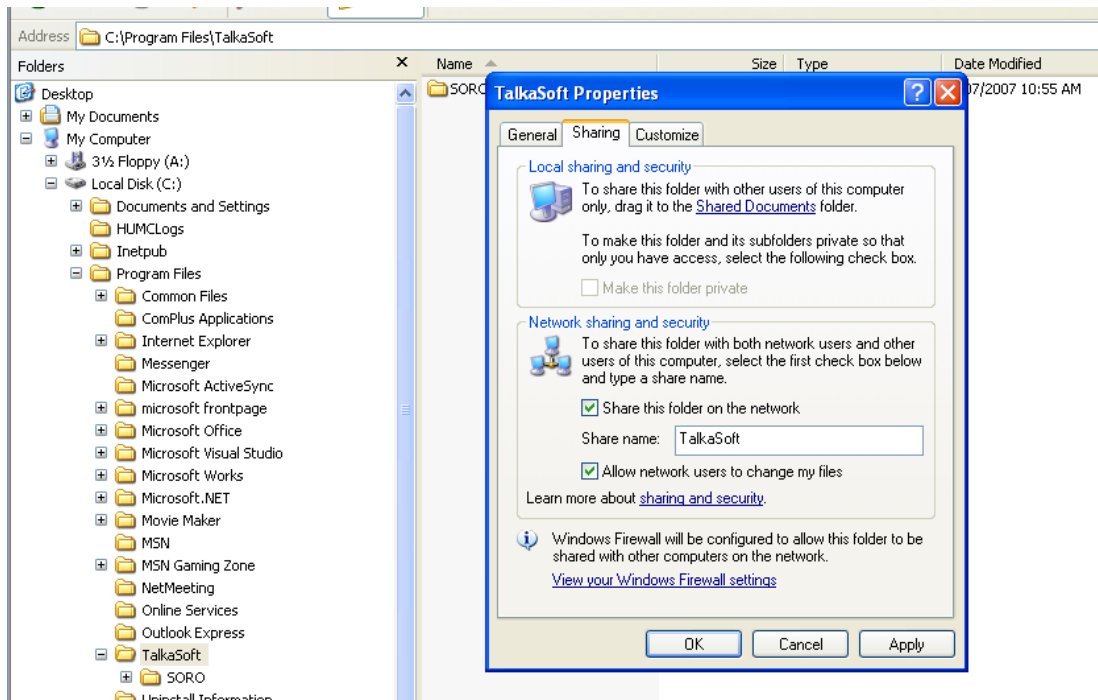 Address C:\Program Files\TalkaSoft
Folders
Name Size Type Date Modified
Desktop
My Documents
My Computer
3½ Floppy (A:)
Local Disk (C:)
Documents and Settings
HUMCLogs
Inetpub
Program Files
Common Files
ComPlus Applications
Internet Explorer
Messenger
Microsoft ActiveSync
microsoft frontpage
Microsoft Office
Microsoft Visual Studio
Microsoft Works
Microsoft.NET
Movie Maker
MSN
MSN Gaming Zone
NetMeeting
Online Services
Outlook Express
TalkaSoft
SORO
Uninstall Information
SORO
07/2007 10:55 AM
TalkaSoft Properties
General Sharing Customize
Local sharing and security
To share this folder with other users of this computer
only, drag it to the Shared Documents folder.
To make this folder and its subfolders private so that
only you have access, select the following check box.
Make this folder private
Network sharing and security
To share this folder with both network users and other
users of this computer, select the first check box below
and type a share name.
Share this folder on the network
Share name: TalkaSoft
Allow network users to change my files
Learn more about sharing and security.
Windows Firewall will be configured to allow this folder to be
shared with other computers on the network.
View your Windows Firewall settings
OK Cancel Apply